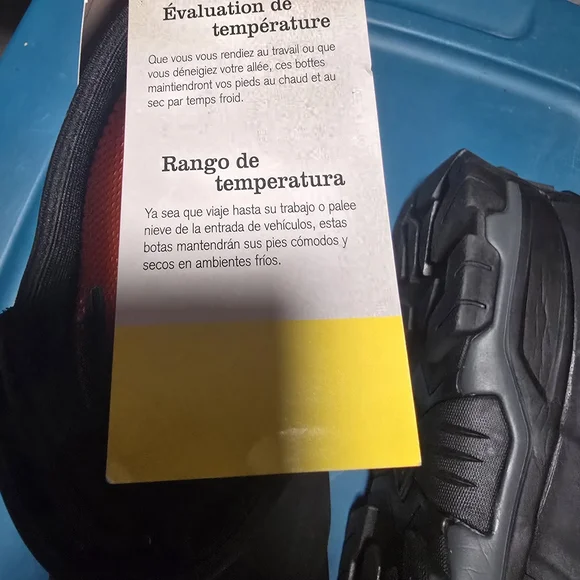 Évaluation de
température
Que vous vous rendiez au travail ou que
vous déneigiez votre allée, ces bottes
maintiendront vos pieds au chaud et au
sec par temps froid.
Rango de
temperatura
Ya sea que viaje hasta su trabajo o palee
nieve de la entrada de vehículos, estas
botas mantendrán sus pies cómodos y
secos en ambientes fríos.